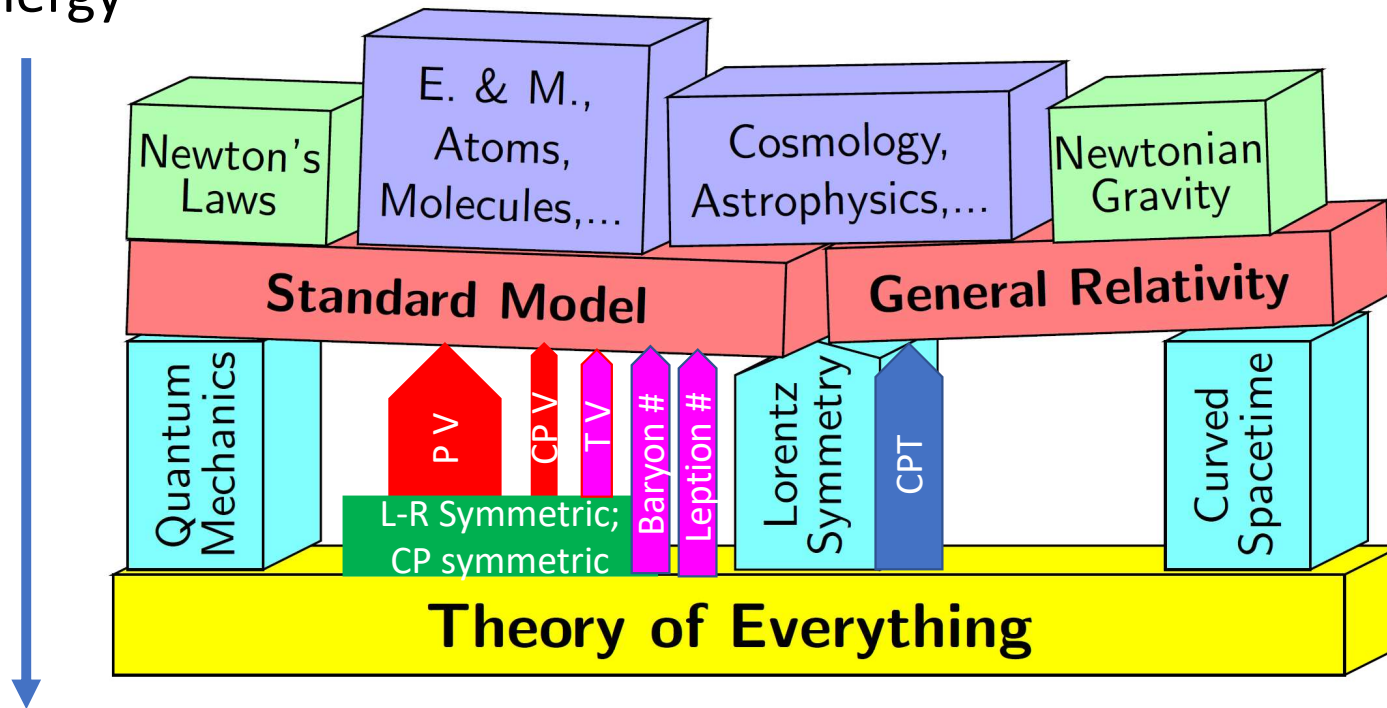 nergy
Newton's
Laws
E. & M.,
Atoms,
Molecules,...
Cosmology,
Astrophysics,...
Newtonian
Gravity
Standard Model
General Relativity
Quantum
Mechanics
P V
CP V
T V
Baryon #
Leption #
Lorentz
Symmetry
CPT
Curved
Spacetime
L-R Symmetric;
CP symmetric
Theory of Everything